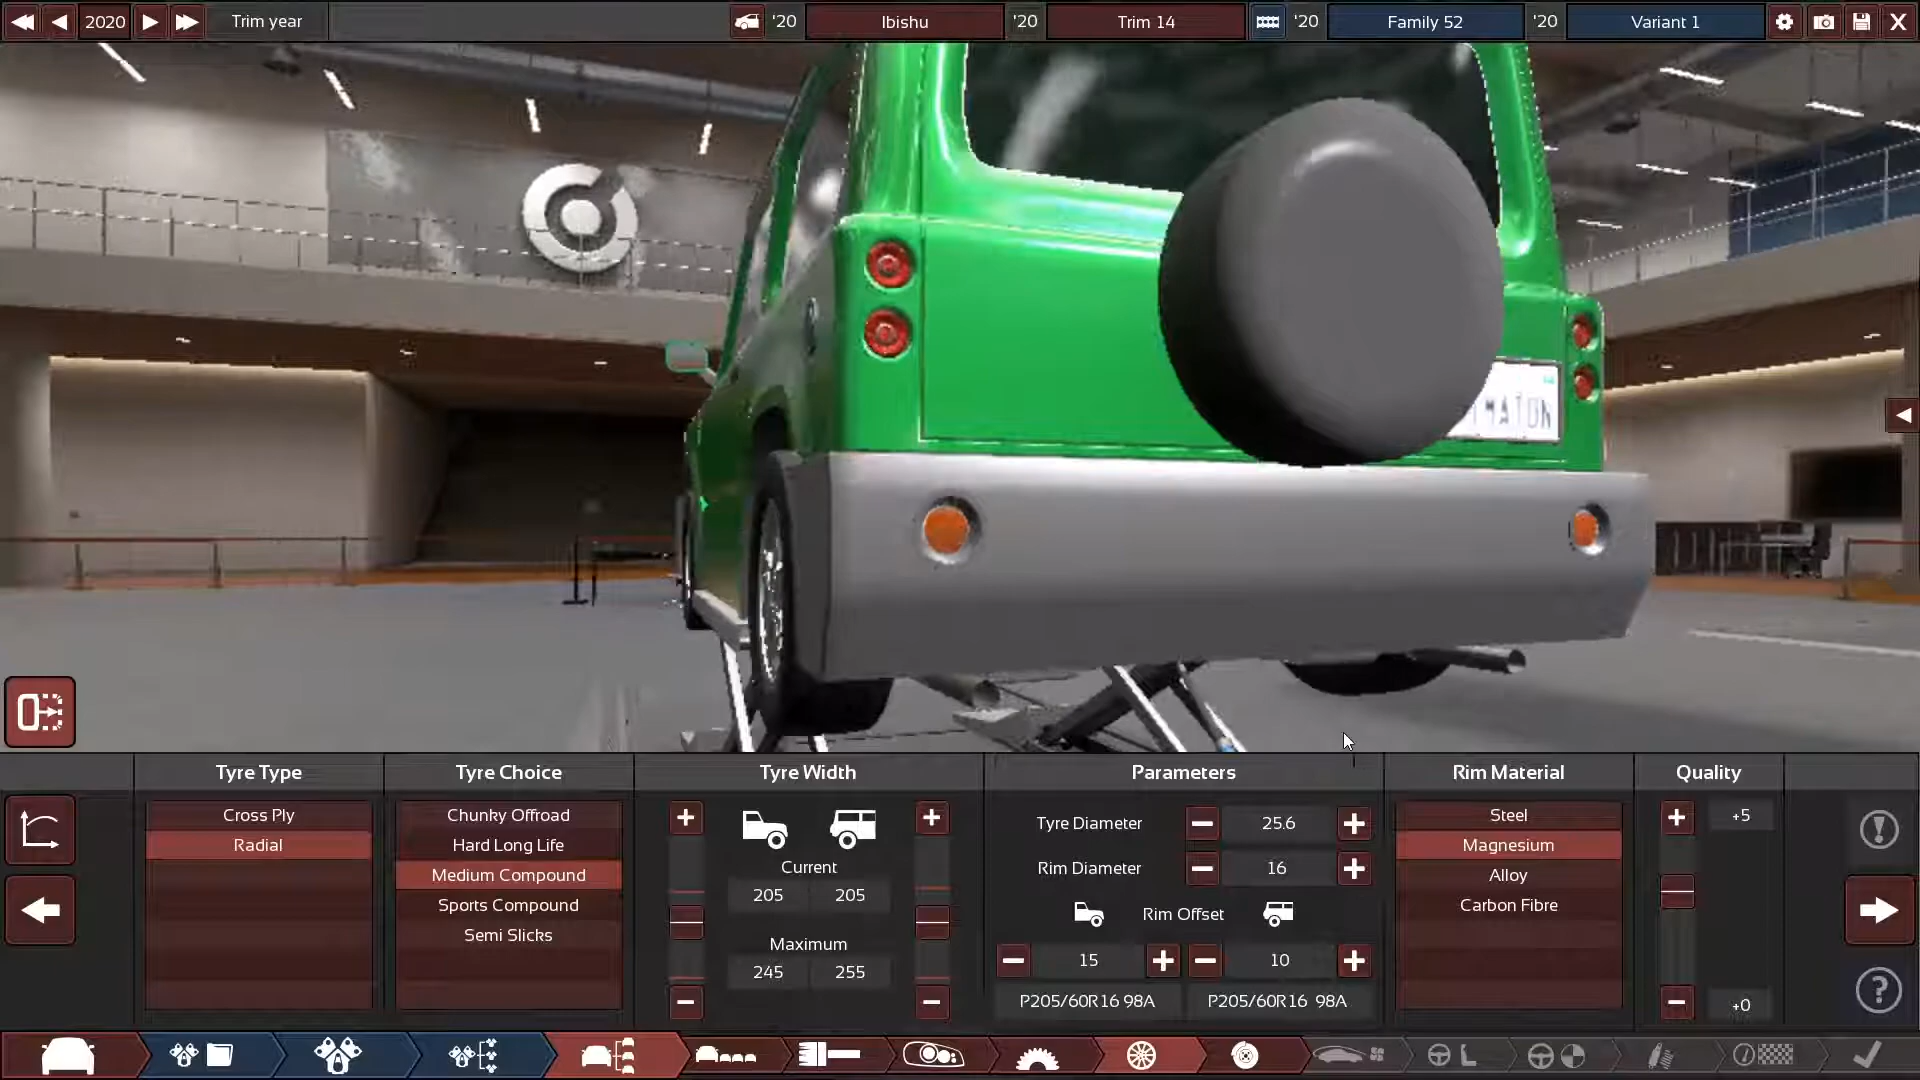 2020 Trim year '20 Ibishu '20 Trim 14 '20 Family 52 '20 Variant 1
Tyre Type
Cross Ply
Radial
Tyre Choice
Chunky Offroad
Hard Long Life
Medium Compound
Sports Compound
Semi Slicks
Tyre Width
Current
205 205
Maximum
245 255
Parameters
Tyre Diameter 25.6
Rim Diameter 16
Rim Offset
15 10
P205/60R16 98A P205/60R16 98A
Rim Material
Steel
Magnesium
Alloy
Carbon Fibre
Quality
+5
+0